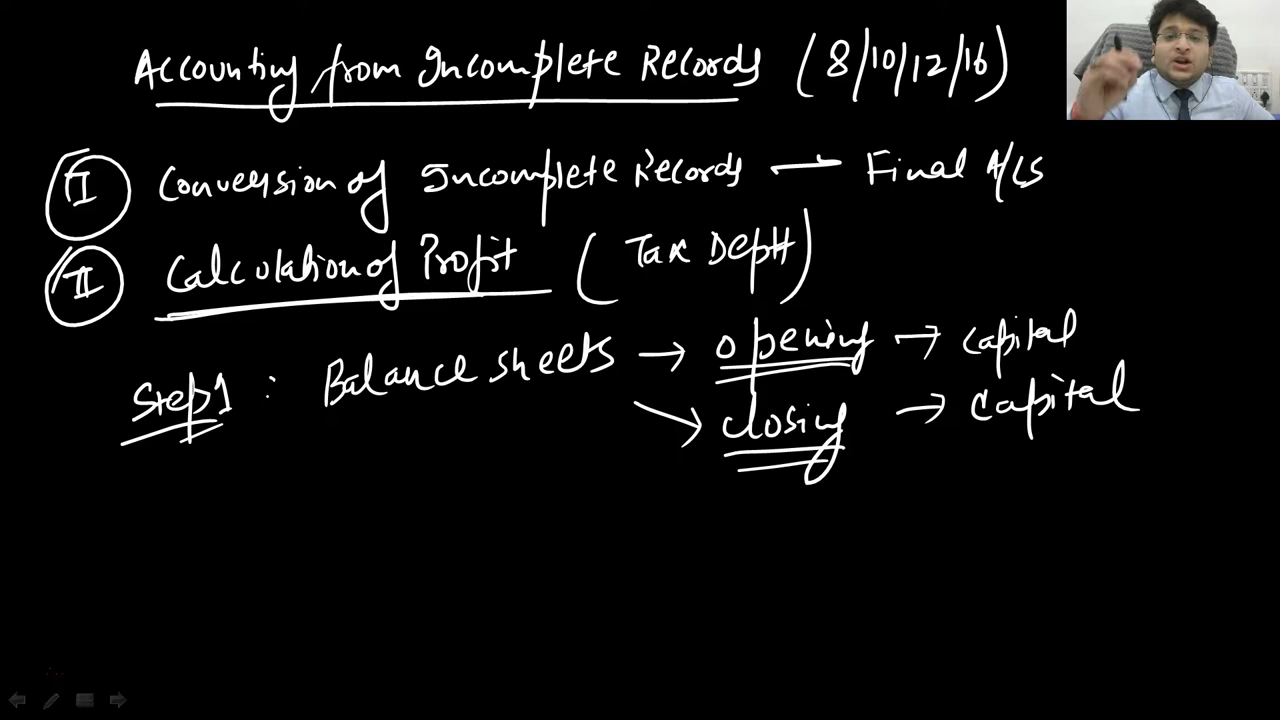 Accounting from Incomplete Records (8/10/12/16)
I Conversion of Incomplete Records — Final A/cs
II Calculation of Profit (Tax Deptt)
Step 1 : Balance sheets → opening → capital
→ closing → capital